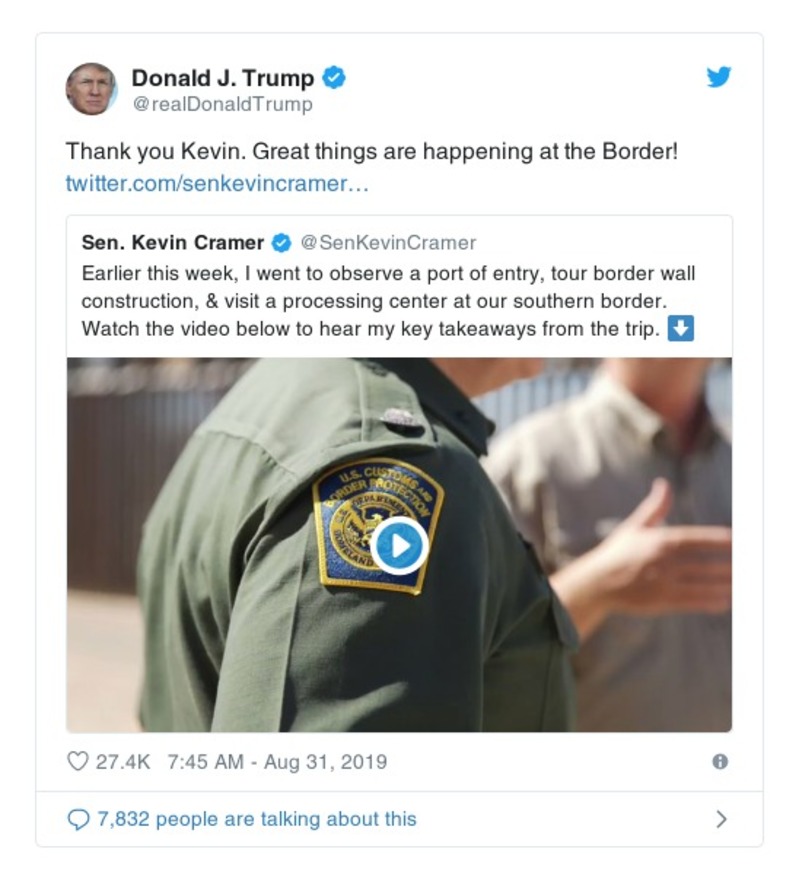 Donald J. Trump
@realDonaldTrump
Thank you Kevin. Great things are happening at the Border!
twitter.com/senkevincramer…
Sen. Kevin Cramer @SenKevinCramer
Earlier this week, I went to observe a port of entry, tour border wall
construction, & visit a processing center at our southern border.
Watch the video below to hear my key takeaways from the trip.
U.S. CUSTOMS AND
BORDER PROTECTION
27.4K 7:45 AM - Aug 31, 2019
7,832 people are talking about this